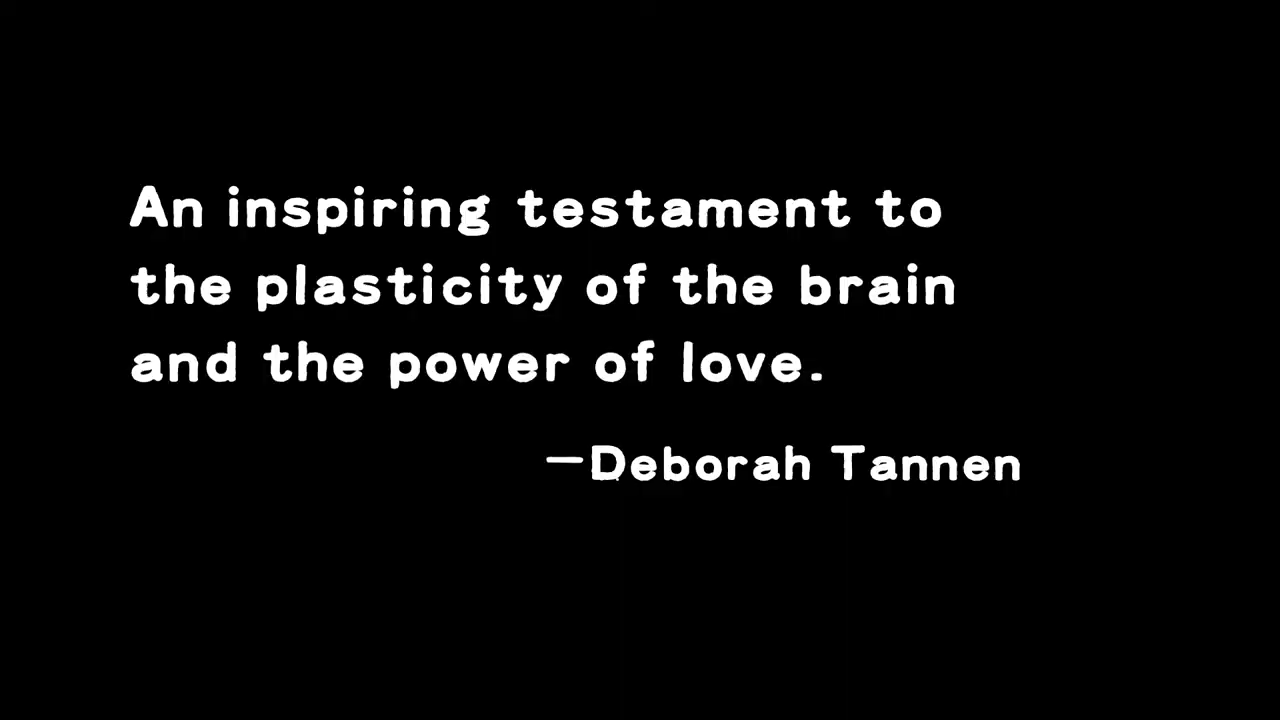 An inspiring testament to
the plasticity of the brain
and the power of love.
—Deborah Tannen